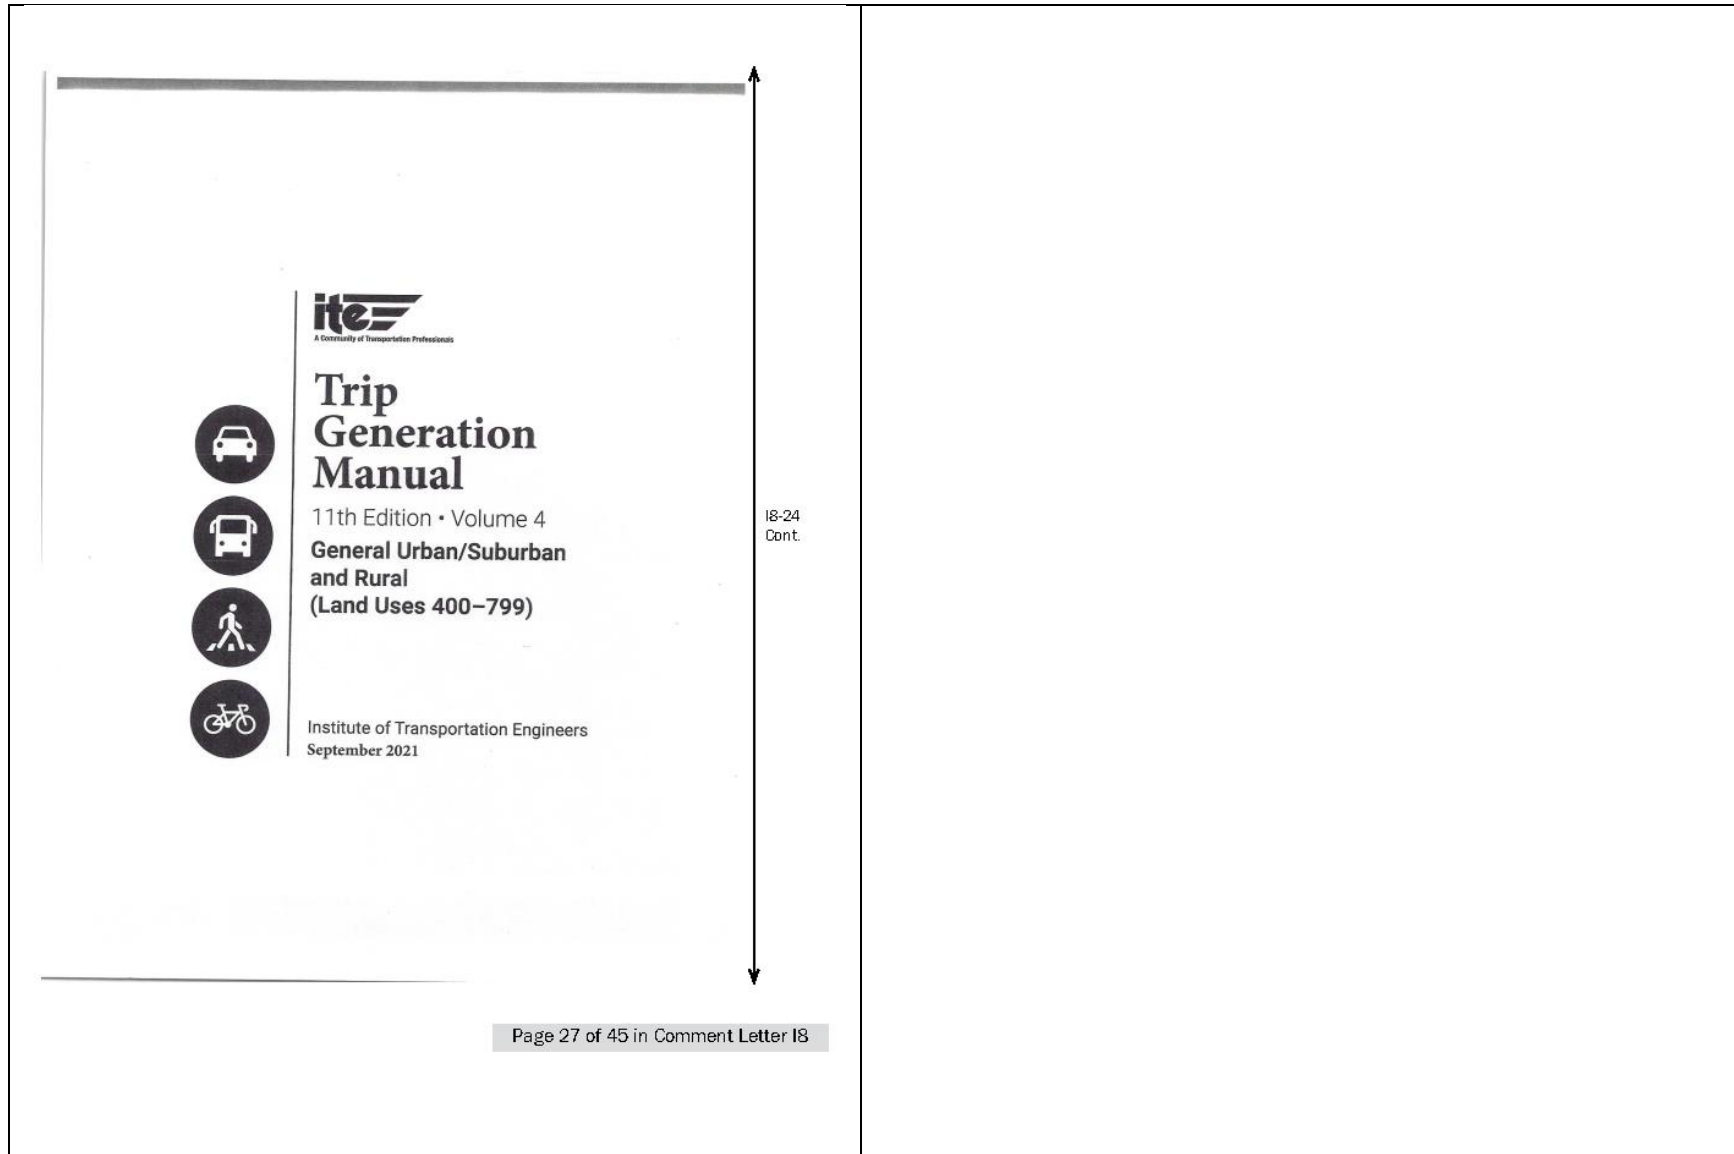 ite
A Community of Transportation Professionals
Trip
Generation
Manual
11th Edition • Volume 4
General Urban/Suburban
and Rural
(Land Uses 400–799)
Institute of Transportation Engineers
September 2021
I8-24
Cont.
Page 27 of 45 in Comment Letter I8